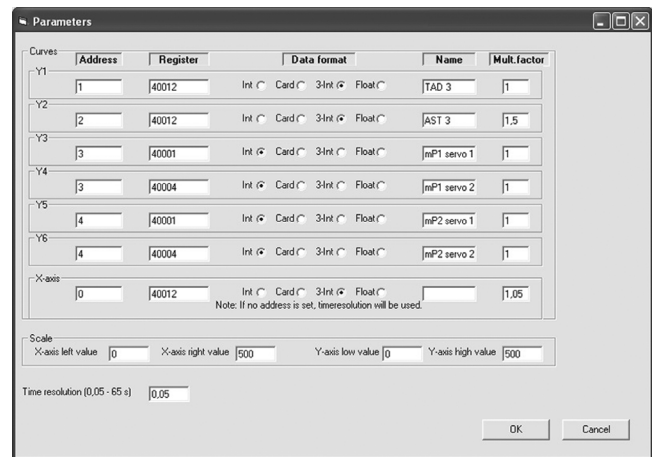 Parameters
Curves
Address Register Data format Name Mult.factor
Y1
1 40012 Int Card 3-Int Float TAD 3 1
Y2
2 40012 Int Card 3-Int Float AST 3 1,5
Y3
3 40001 Int Card 3-Int Float mP1 servo 1 1
Y4
3 40004 Int Card 3-Int Float mP1 servo 2 1
Y5
4 40001 Int Card 3-Int Float mP2 servo 1 1
Y6
4 40004 Int Card 3-Int Float mP2 servo 2 1
X-axis
0 40012 Int Card 3-Int Float 1,05
Note: If no address is set, timeresolution will be used.
Scale
X-axis left value 0 X-axis right value 500 Y-axis low value 0 Y-axis high value 500
Time resolution (0,05 - 65 s) 0,05
OK Cancel